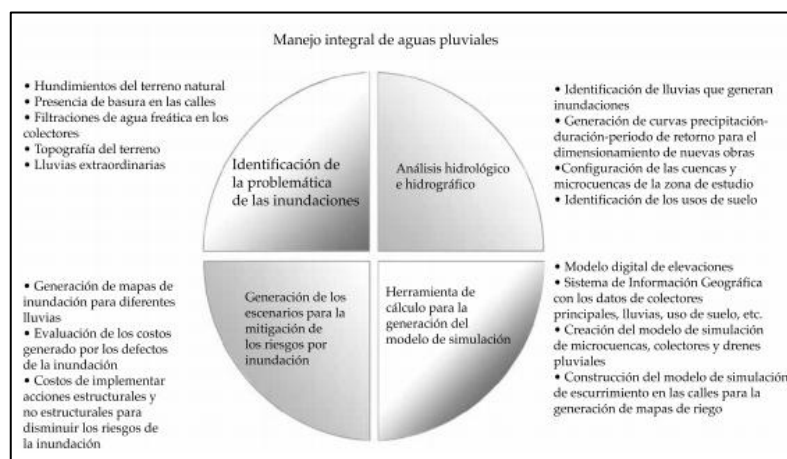 Manejo integral de aguas pluviales
• Hundimientos del terreno natural
• Presencia de basura en las calles
• Filtraciones de agua freática en los
colectores
• Topografía del terreno
• Lluvias extraordinarias
Identificación de
la problemática
de las inundaciones
Análisis hidrológico
e hidrográfico
• Identificación de lluvias que generan
inundaciones
• Generación de curvas precipitación-
duración-periodo de retorno para el
dimensionamiento de nuevas obras
•Configuración de las cuencas y
microcuencas de la zona de estudio
• Identificación de los usos de suelo
• Generación de mapas de
inundación para diferentes
lluvias
• Evaluación de los costos
generado por los defectos
de la inundación
• Costos de implementar
acciones estructurales y
no estructurales para
disminuir los riesgos de
la inundación
Generación de los
escenarios para la
mitigación de
los riesgos por
inundación
Herramienta de
cálculo para la
generación del
modelo de simulación
• Modelo digital de elevaciones
• Sistema de Información Geográfica
con los datos de colectores
principales, lluvias, uso de suelo, etc.
• Creación del modelo de simulación
de microcuencas, colectores y drenes
pluviales
• Construcción del modelo de simulación
de escurrimiento en las calles para la
generación de mapas de riego